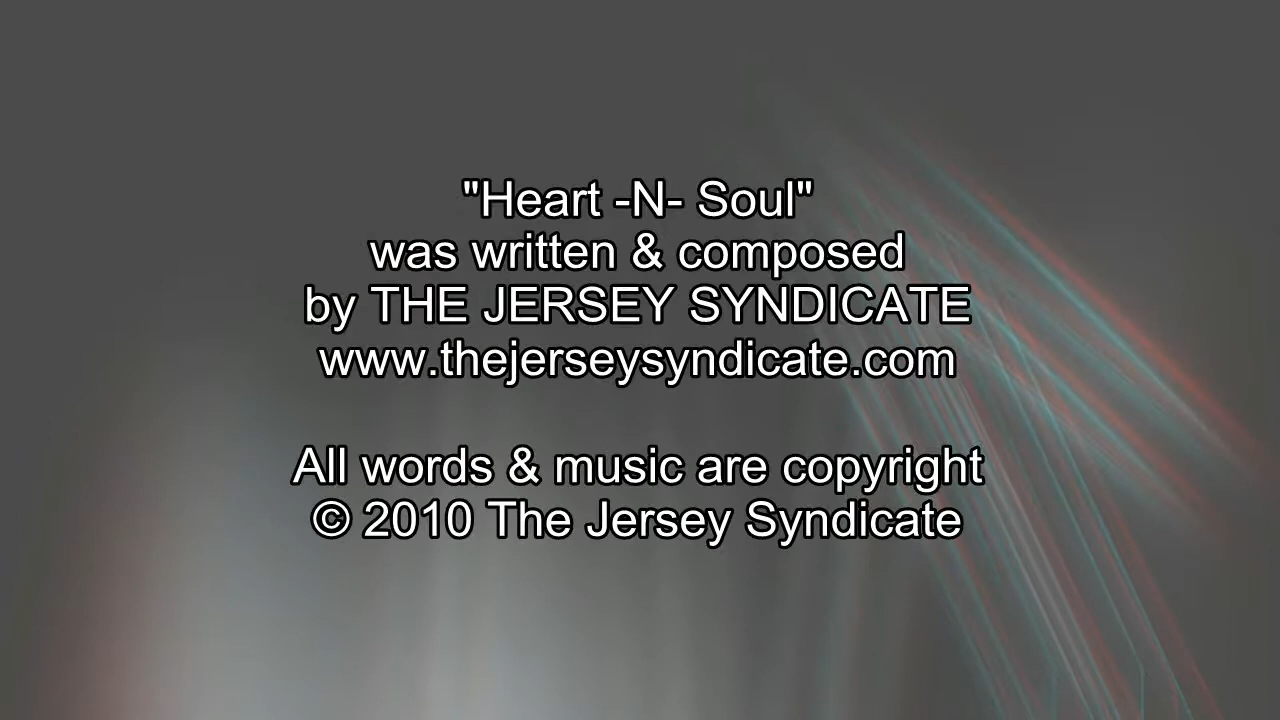 "Heart -N- Soul"
was written & composed
by THE JERSEY SYNDICATE
www.thejerseysyndicate.com
All words & music are copyright
© 2010 The Jersey Syndicate